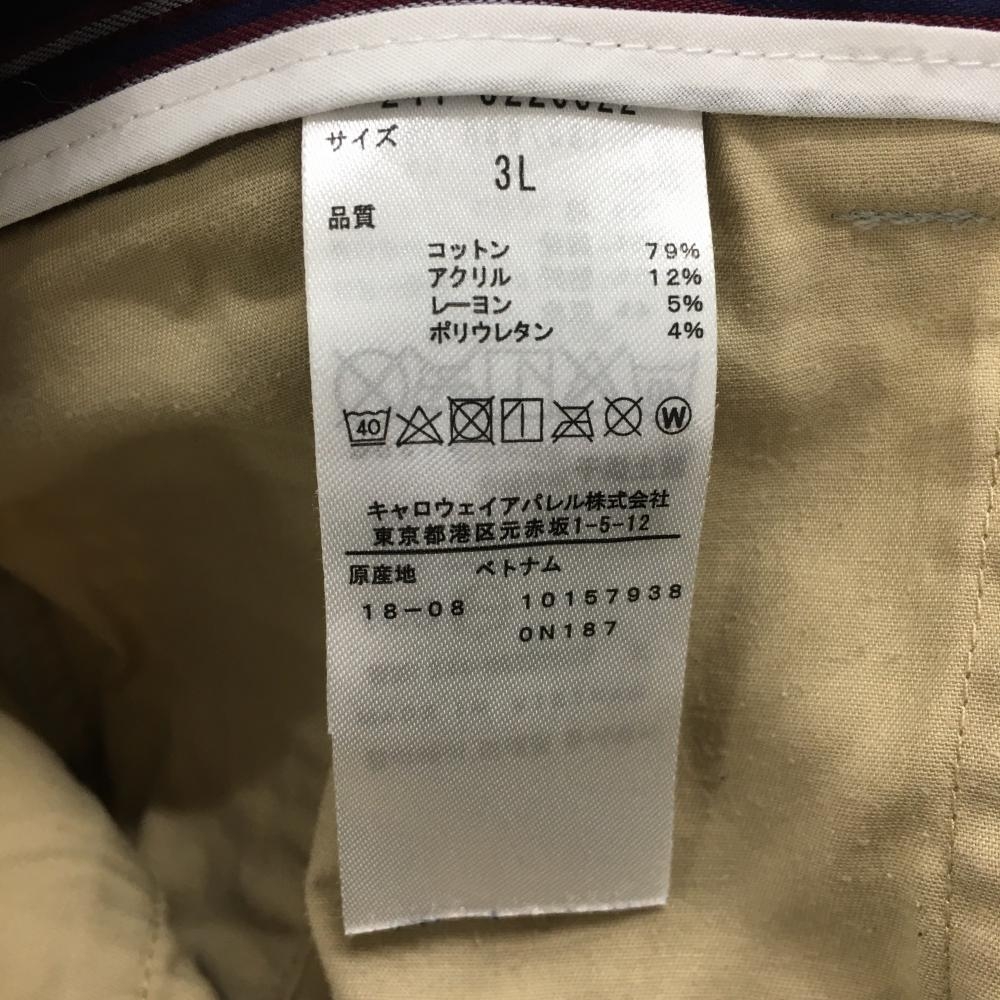 サイズ
3L
品質
コットン 79%
アクリル 12%
レーヨン 5%
ポリウレタン 4%
40 W
キャロウェイアパレル株式会社
東京都港区元赤坂1-5-12
原産地 ベトナム
18-08 10157938
0N187